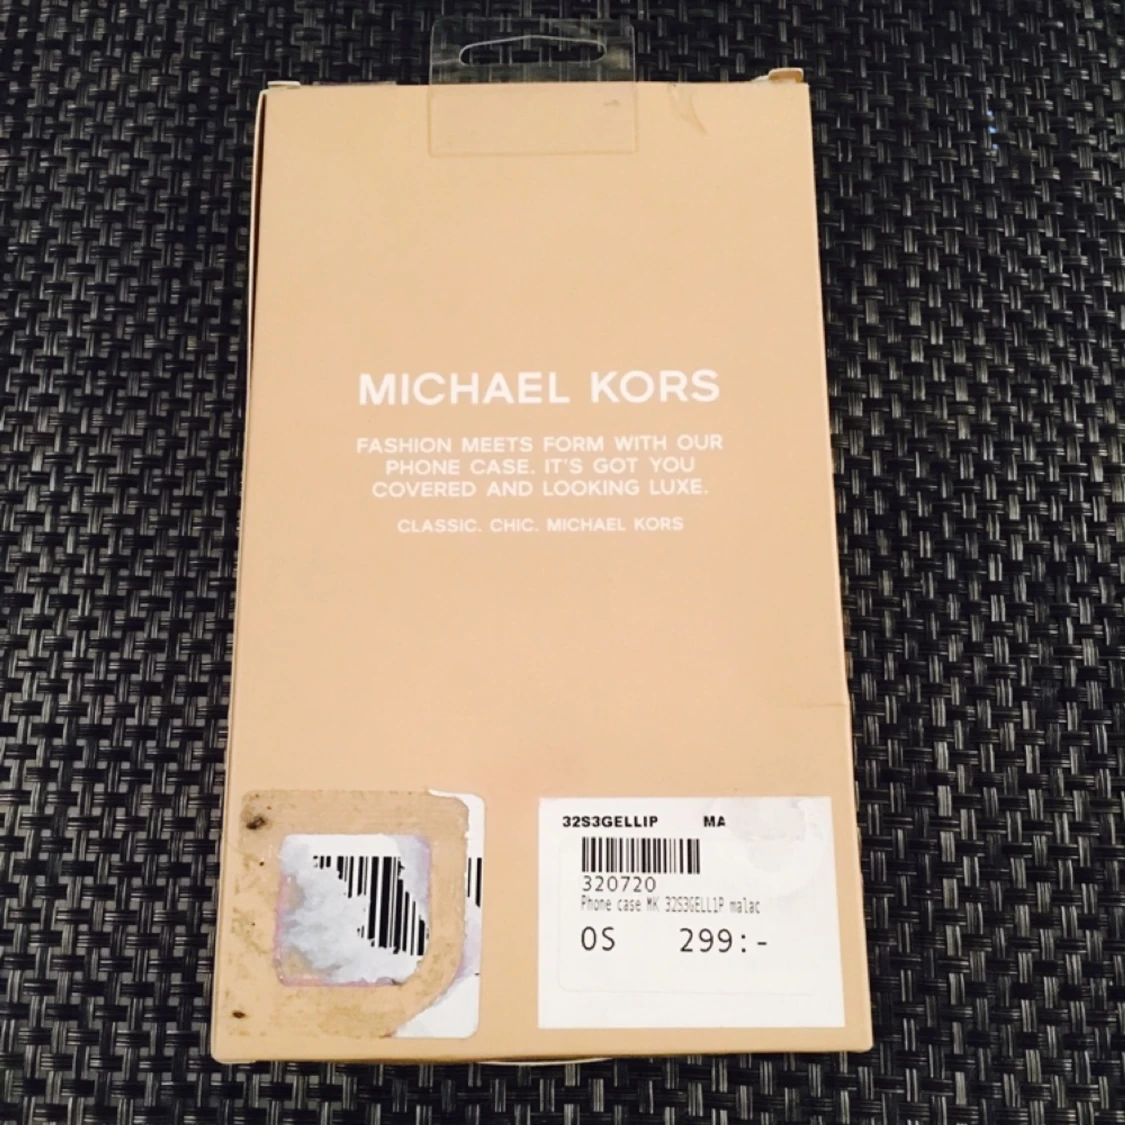 MICHAEL KORS
FASHION MEETS FORM WITH OUR
PHONE CASE. IT'S GOT YOU
COVERED AND LOOKING LUXE.
CLASSIC. CHIC. MICHAEL KORS
32S3GELLIP MA
320720
Phone case MK 32S3GELL1P malac
OS 299:-